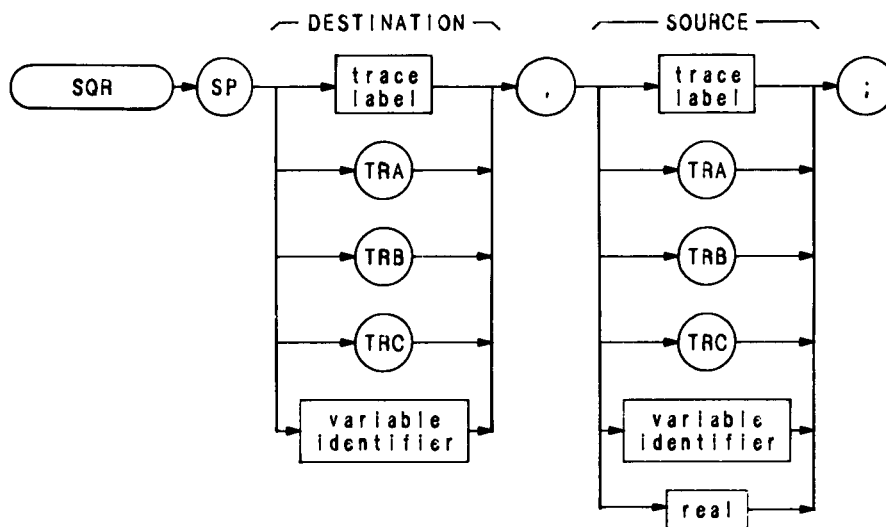 DESTINATION SOURCE
SQR SP trace label , trace label ;
TRA TRA
TRB TRB
TRC TRC
variable identifier variable identifier
real